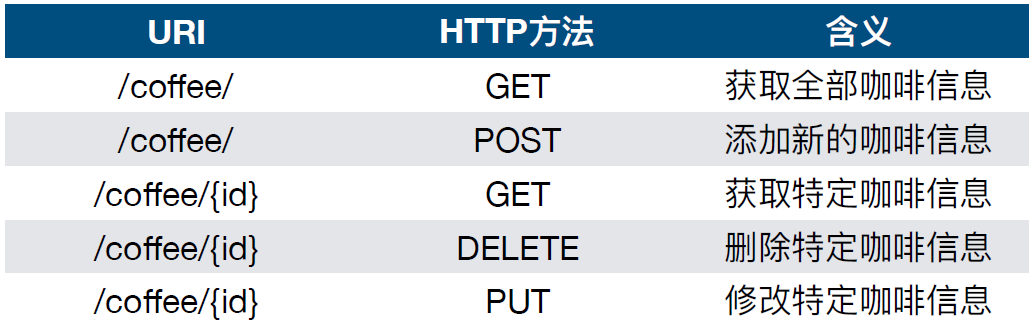 URI HTTP方法 含义
/coffee/ GET 获取全部咖啡信息
/coffee/ POST 添加新的咖啡信息
/coffee/{id} GET 获取特定咖啡信息
/coffee/{id} DELETE 删除特定咖啡信息
/coffee/{id} PUT 修改特定咖啡信息